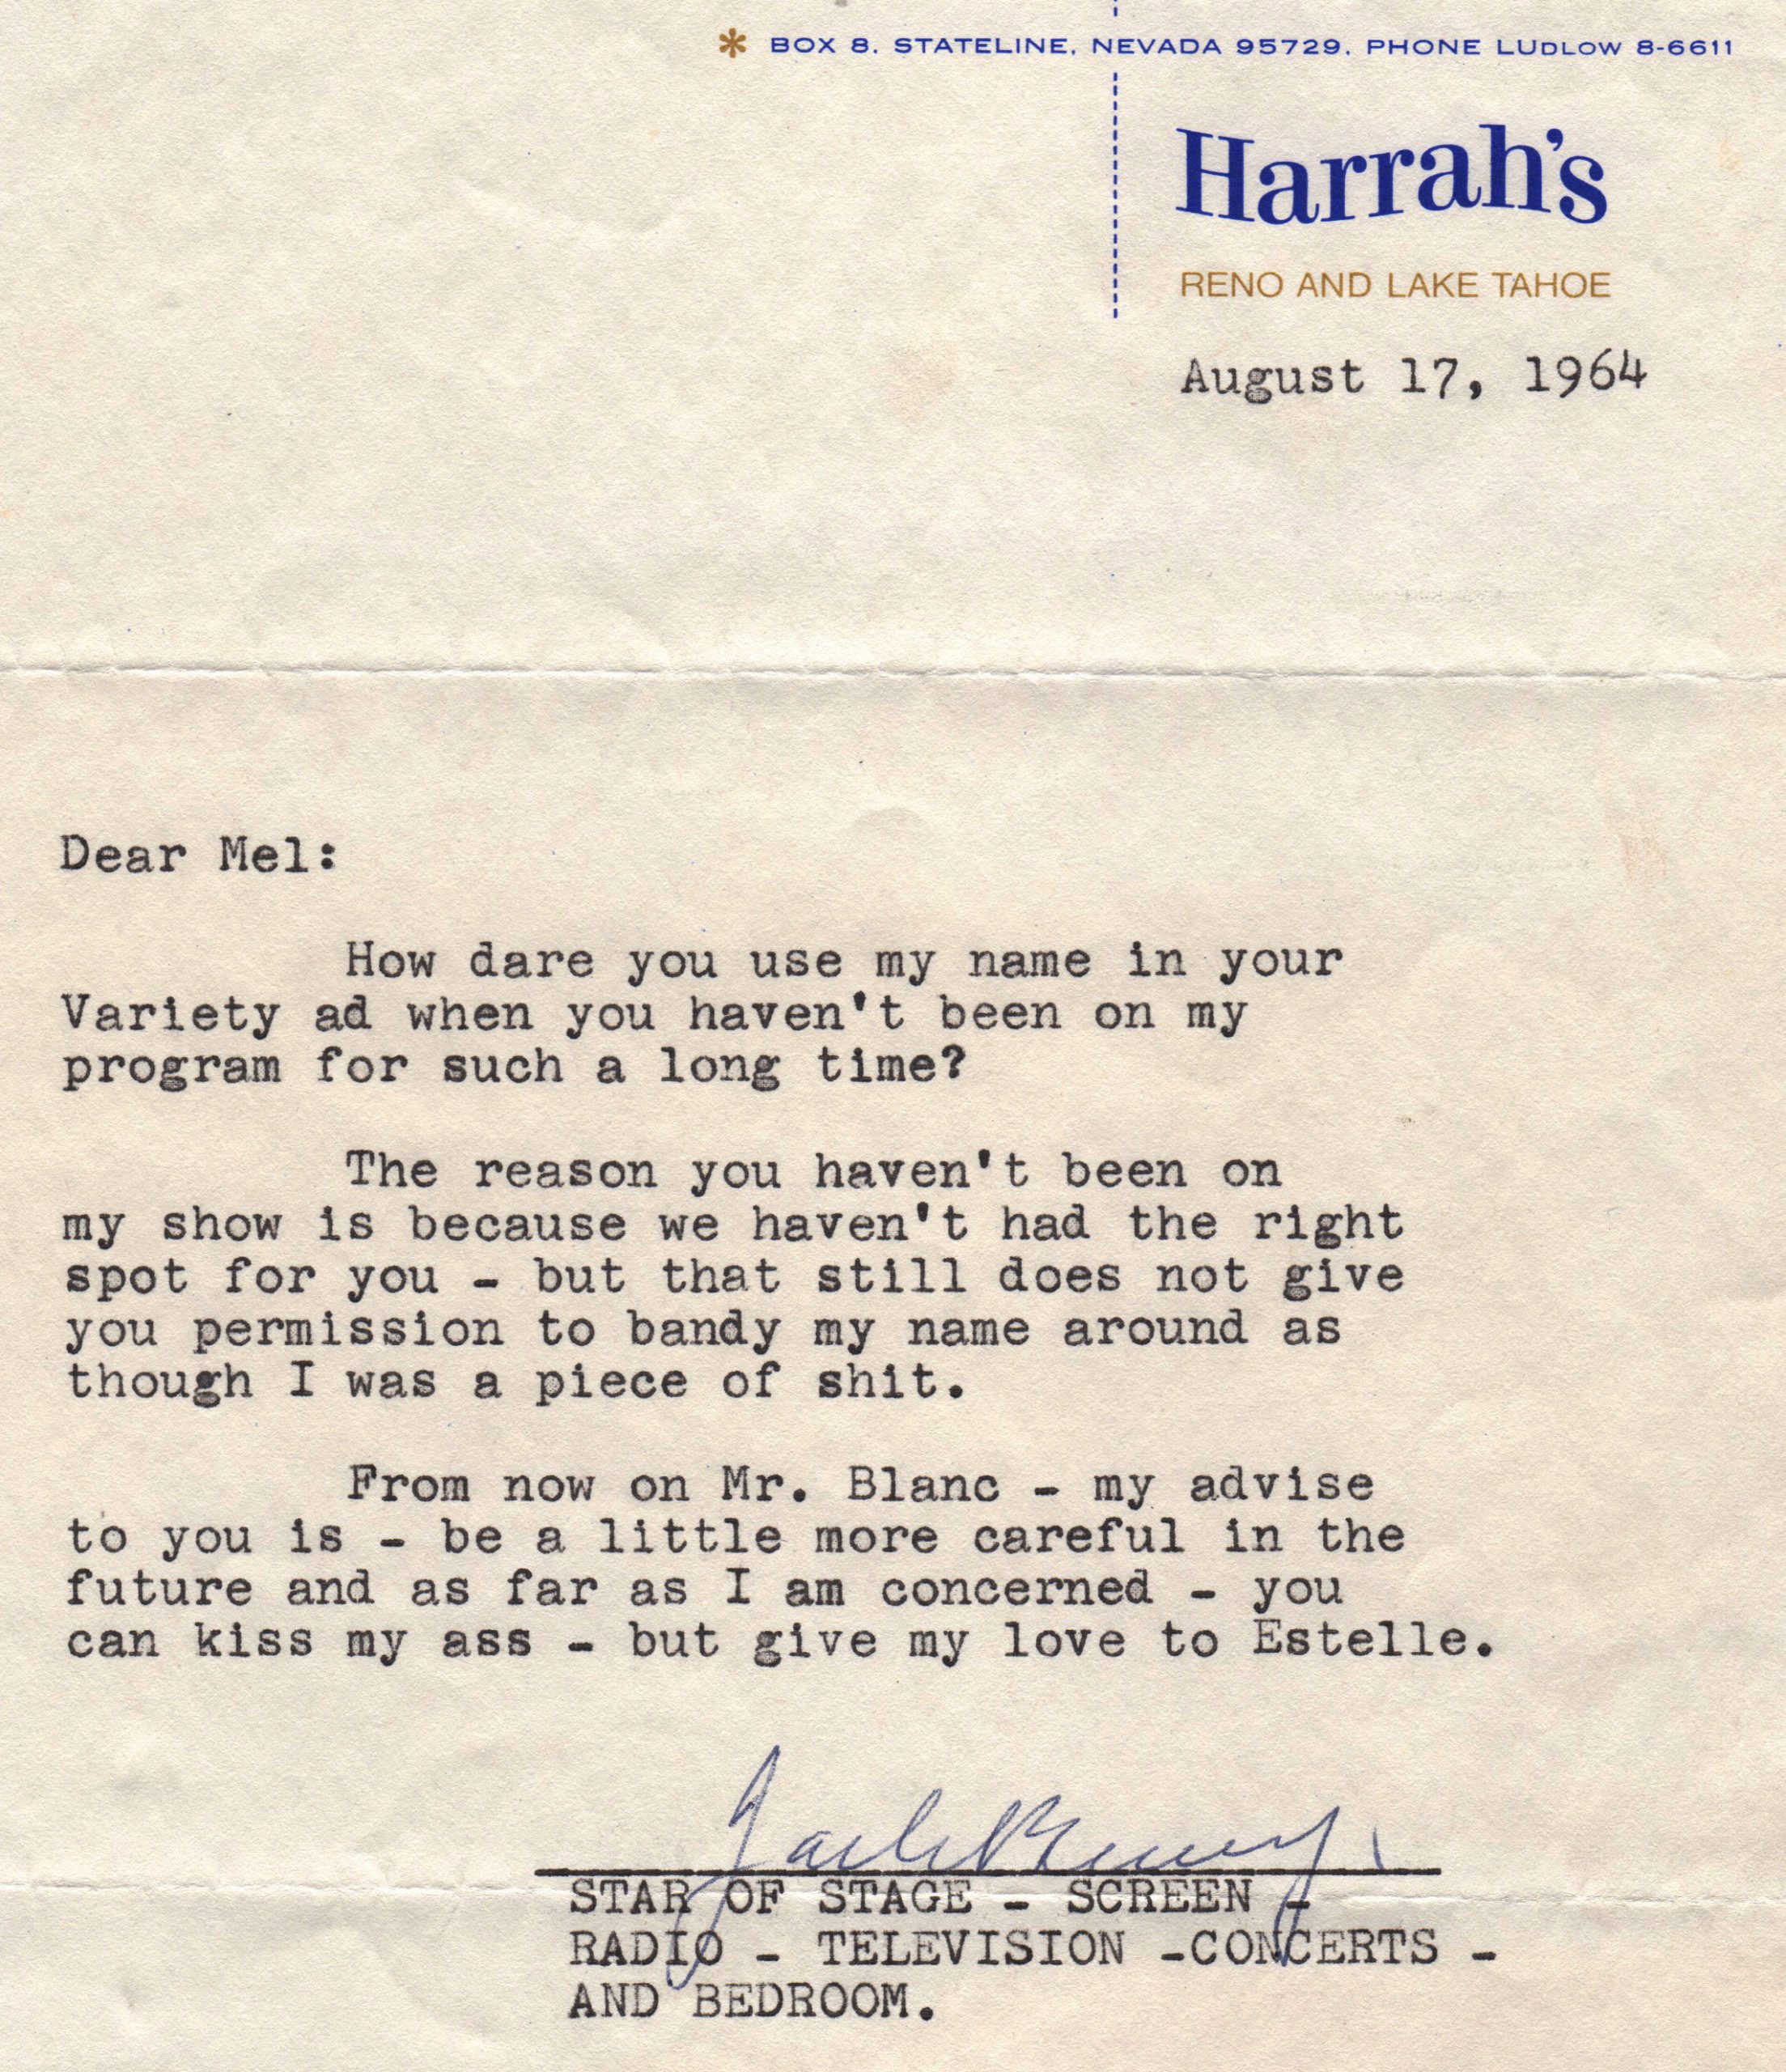 * BOX 8. STATELINE, NEVADA 95729. PHONE LUDLOW 8-6611
Harrah's
RENO AND LAKE TAHOE
August 17, 1964
Dear Mel:
How dare you use my name in your
Variety ad when you haven't been on my
program for such a long time?
The reason you haven't been on
my show is because we haven't had the right
spot for you - but that still does not give
you permission to bandy my name around as
though I was a piece of shit.
From now on Mr. Blanc - my advise
to you is - be a little more careful in the
future and as far as I am concerned - you
can kiss my ass - but give my love to Estelle.
Jack Benny
STAR OF STAGE - SCREEN -
RADIO - TELEVISION -CONCERTS -
AND BEDROOM.